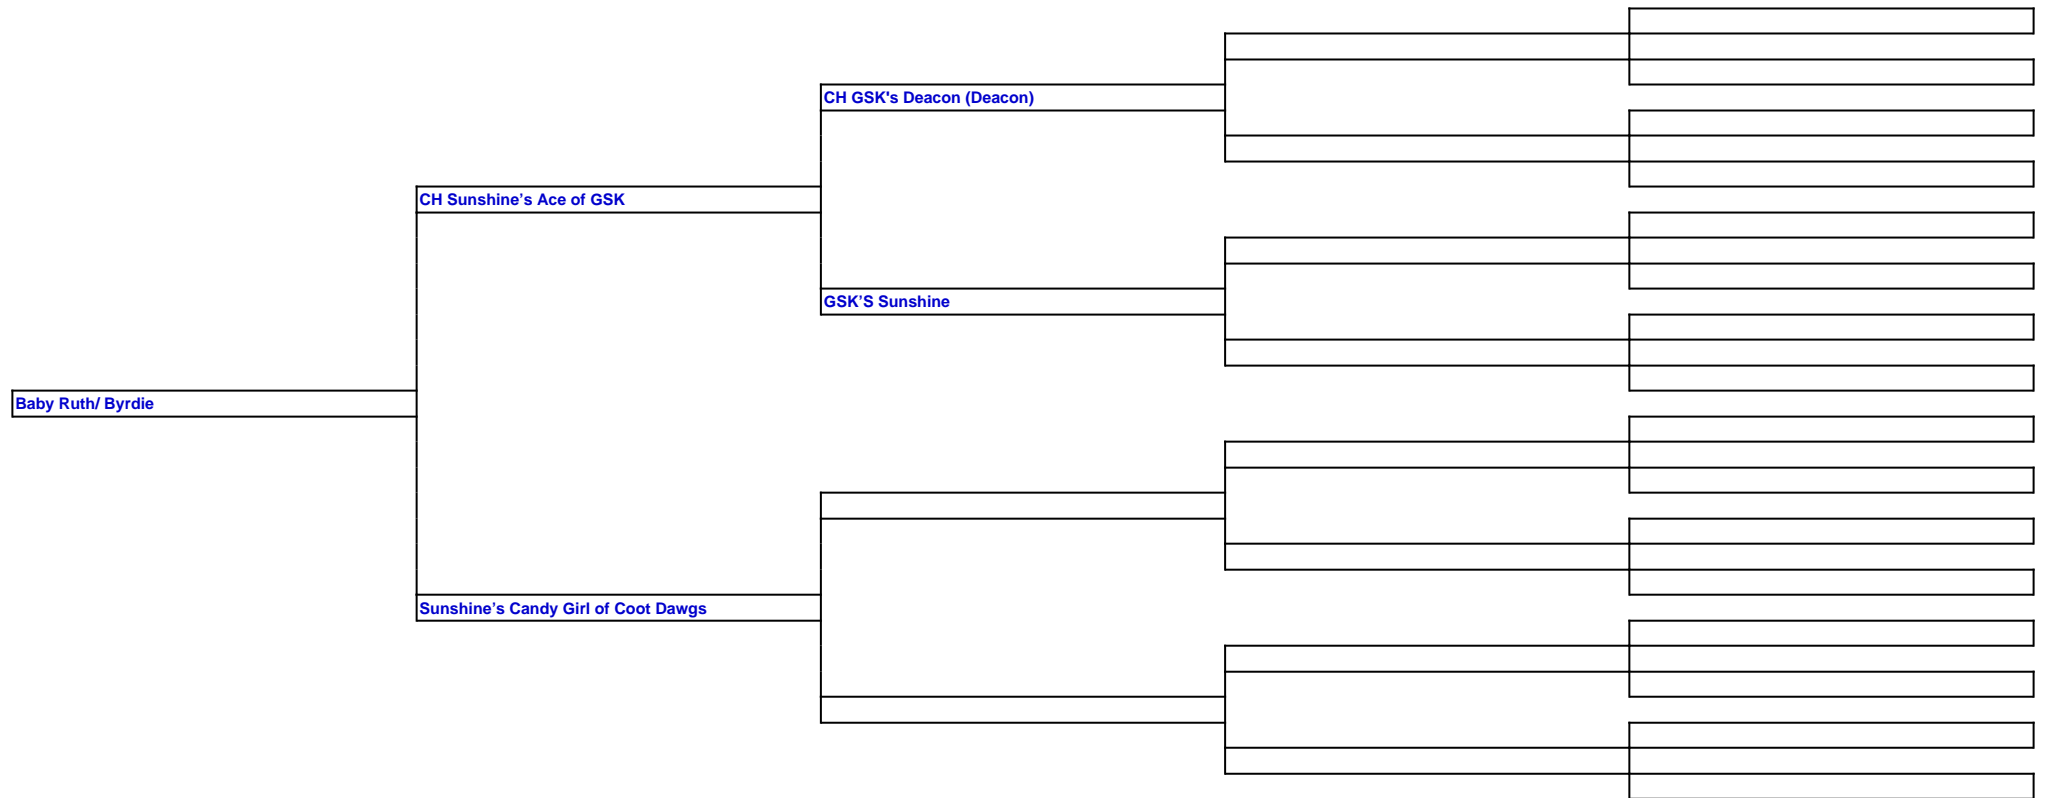 CH GSK's Deacon (Deacon)
CH Sunshine’s Ace of GSK
GSK’S Sunshine
Baby Ruth/ Byrdie
Sunshine’s Candy Girl of Coot Dawgs